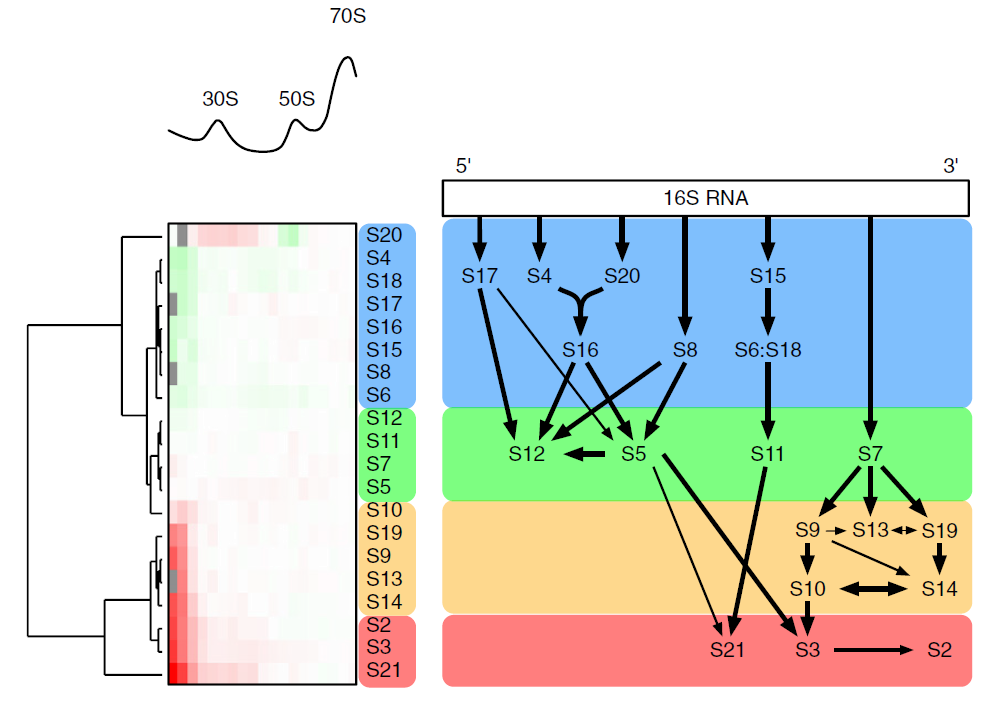 70S
30S 50S
5' 3'
16S RNA
S20
S4
S18
S17
S16
S15
S8
S6
S12
S11
S7
S5
S10
S19
S9
S13
S14
S2
S3
S21
S17 S4 S20 S15
S16 S8 S6:S18
S12 S5 S11 S7
S9 S13 S19
S10 S14
S21 S3 S2